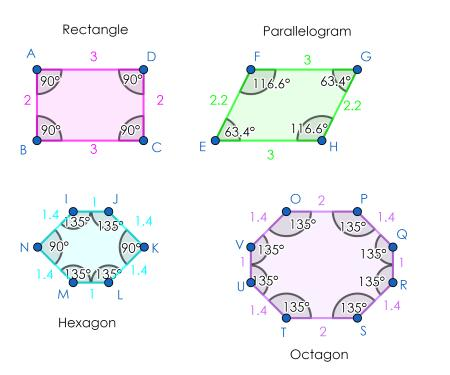 Rectangle
A 3 D
90° 90°
2 2
90° 90°
B 3 C
Parallelogram
F 3 G
116.6° 63.4°
2.2 2.2
63.4° 116.6°
E 3 H
I 1 J
1.4 135° 135° 1.4
N 90° 90° K
1.4 135° 135° 1.4
M 1 L
Hexagon
O 2 P
1.4 135° 135° 1.4
V 135° 135° Q
1 1
U 135° 135° R
1.4 135° 135° 1.4
T 2 S
Octagon